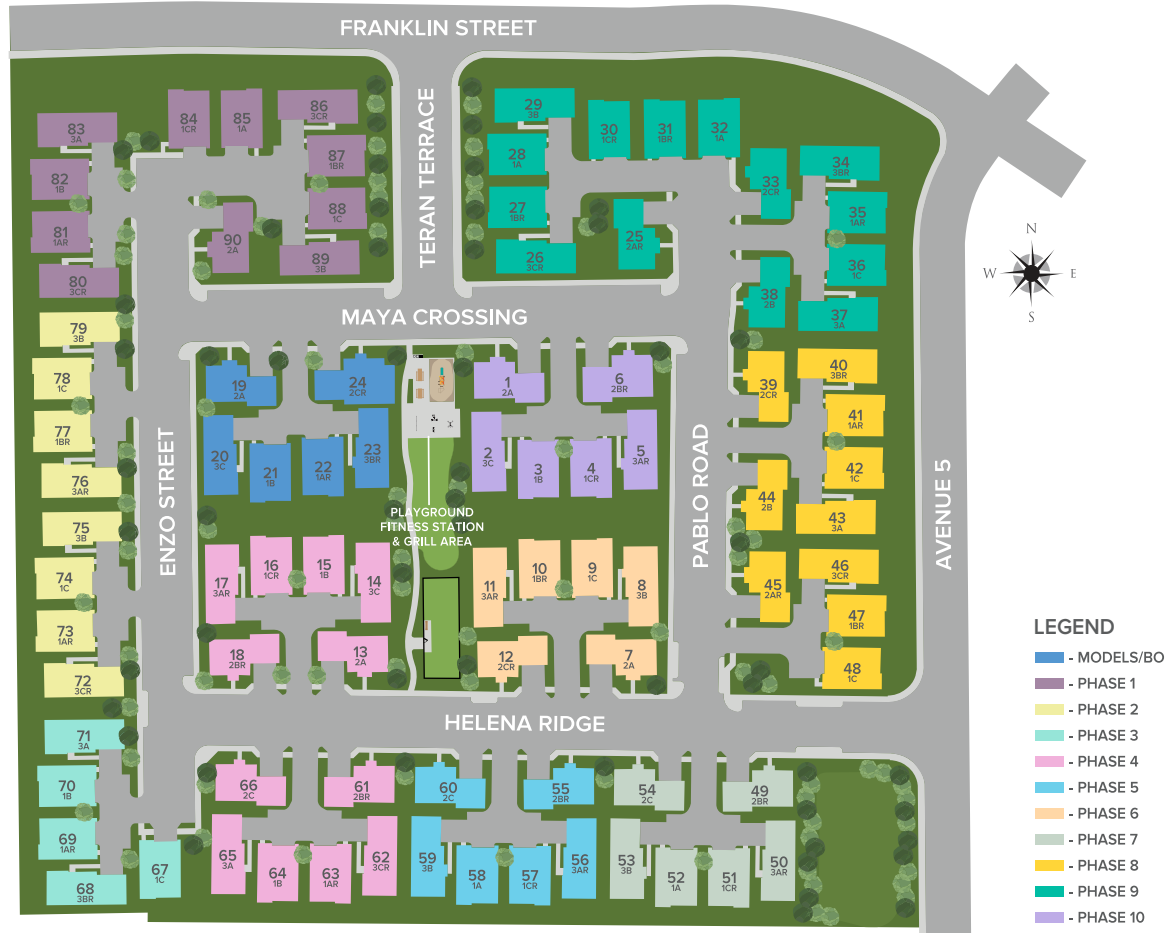 FRANKLIN STREET
TERAN TERRACE
MAYA CROSSING
ENZO STREET
PABLO ROAD
AVENUE 5
HELENA RIDGE
PLAYGROUND
FITNESS STATION
& GRILL AREA
N
W
E
S
83
3A
84
1CR
85
1A
86
3CR
82
1B
87
1BR
81
1AR
88
1C
90
2A
89
3B
80
3CR
29
3B
30
1CR
31
1BR
32
1A
28
1A
33
2CR
34
3BR
27
1BR
25
2AR
35
1AR
26
3CR
36
1C
38
2B
37
3A
79
3B
78
1C
77
1BR
76
3AR
75
3B
74
1C
73
1AR
72
3CR
19
2A
24
2CR
20
3C
21
1B
22
1AR
23
3BR
1
2A
6
2BR
2
3C
3
1B
4
1CR
5
3AR
39
2CR
40
3BR
41
1AR
42
1C
44
2B
43
3A
45
2AR
46
3CR
47
1BR
48
1C
17
3AR
16
1CR
15
1B
14
3C
18
2BR
13
2A
11
3AR
10
1BR
9
1C
8
3B
12
2CR
7
2A
71
3A
70
1B
69
1AR
68
3BR
67
1C
66
2C
61
2BR
65
3A
64
1B
63
1AR
62
3CR
60
2C
55
2BR
59
3B
58
1A
57
1CR
56
3AR
54
2C
49
2BR
53
3B
52
1A
51
1CR
50
3AR
LEGEND
- MODELS/BO
- PHASE 1
- PHASE 2
- PHASE 3
- PHASE 4
- PHASE 5
- PHASE 6
- PHASE 7
- PHASE 8
- PHASE 9
- PHASE 10